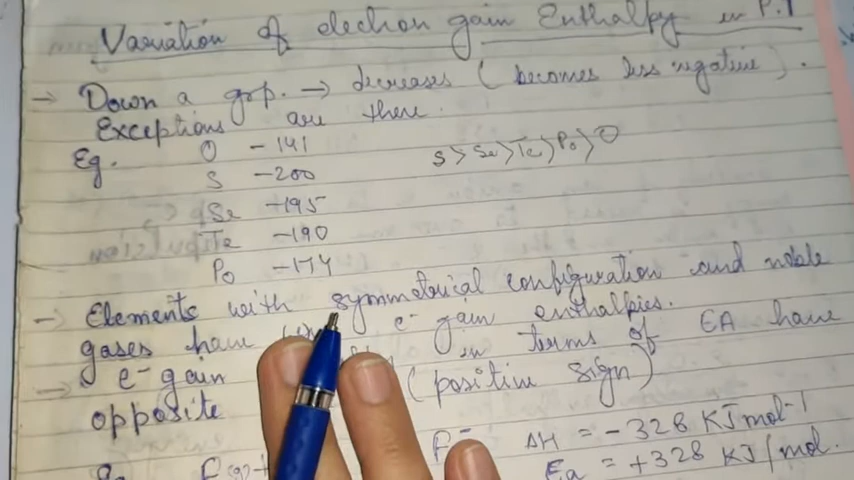 Variation of electron gain Enthalpy in P.T
→ Down a grp. → decreases (becomes less negative).
Exceptions are there.
Eg. O -141
S -200
S > Se > Te > Po > O
Se -195
Te -190
Po -174
→ Elements with symmetrical configuration and noble
gases have e⁻ gain enthalpies.
→ e⁻ gain in terms of EA have
opposite (positive sign)
F(g) + F⁻ ΔH = -328 KJ mol⁻¹
Ea = +328 KJ/mol.